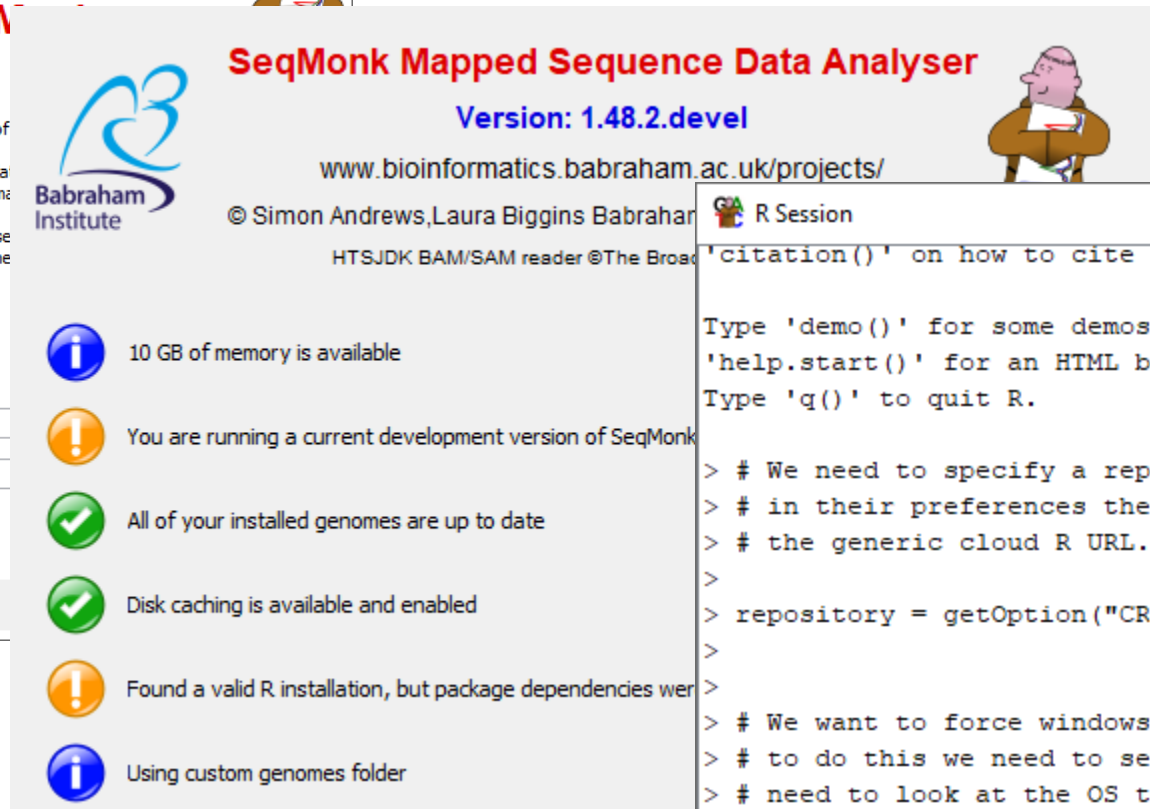 SeqMonk Mapped Sequence Data Analyser
Version: 1.48.2.devel
www.bioinformatics.babraham.ac.uk/projects/
Babraham
Institute
© Simon Andrews,Laura Biggins Babrahar
HTSJDK BAM/SAM reader ©The Broad
10 GB of memory is available
You are running a current development version of SeqMonk
All of your installed genomes are up to date
Disk caching is available and enabled
Found a valid R installation, but package dependencies wer
Using custom genomes folder
R Session
'citation()' on how to cite
Type 'demo()' for some demos
'help.start()' for an HTML b
Type 'q()' to quit R.
> # We need to specify a rep
> # in their preferences the
> # the generic cloud R URL.
>
> repository = getOption("CR
>
>
> # We want to force windows
> # to do this we need to se
> # need to look at the OS t